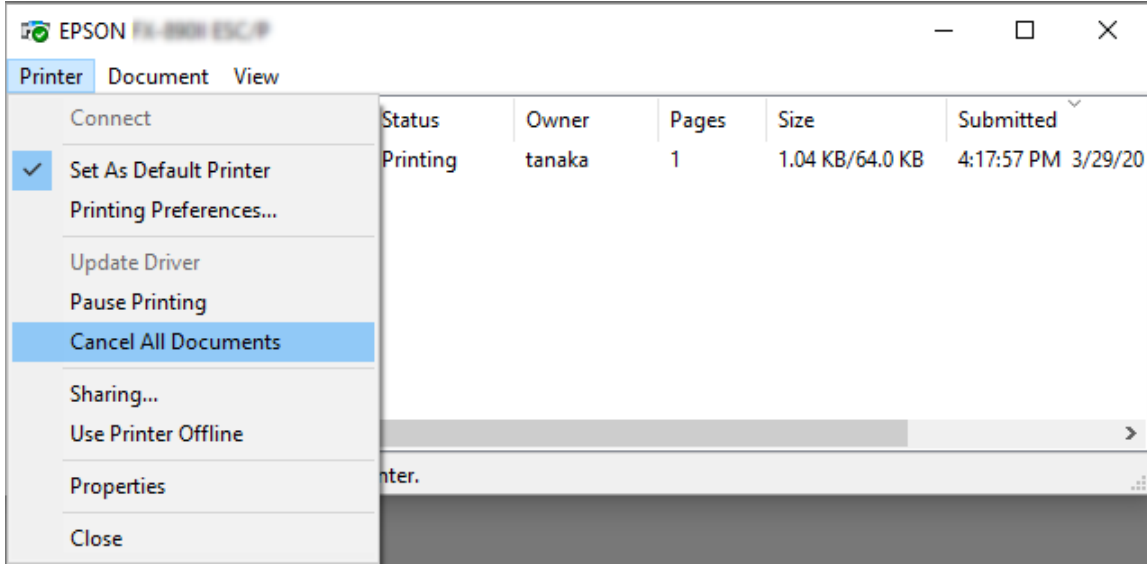 EPSON
Printer Document View
Connect
Status Owner Pages Size Submitted
Set As Default Printer
Printing tanaka 1 1.04 KB/64.0 KB 4:17:57 PM 3/29/20
Printing Preferences...
Update Driver
Pause Printing
Cancel All Documents
Sharing...
Use Printer Offline
Properties
nter.
Close